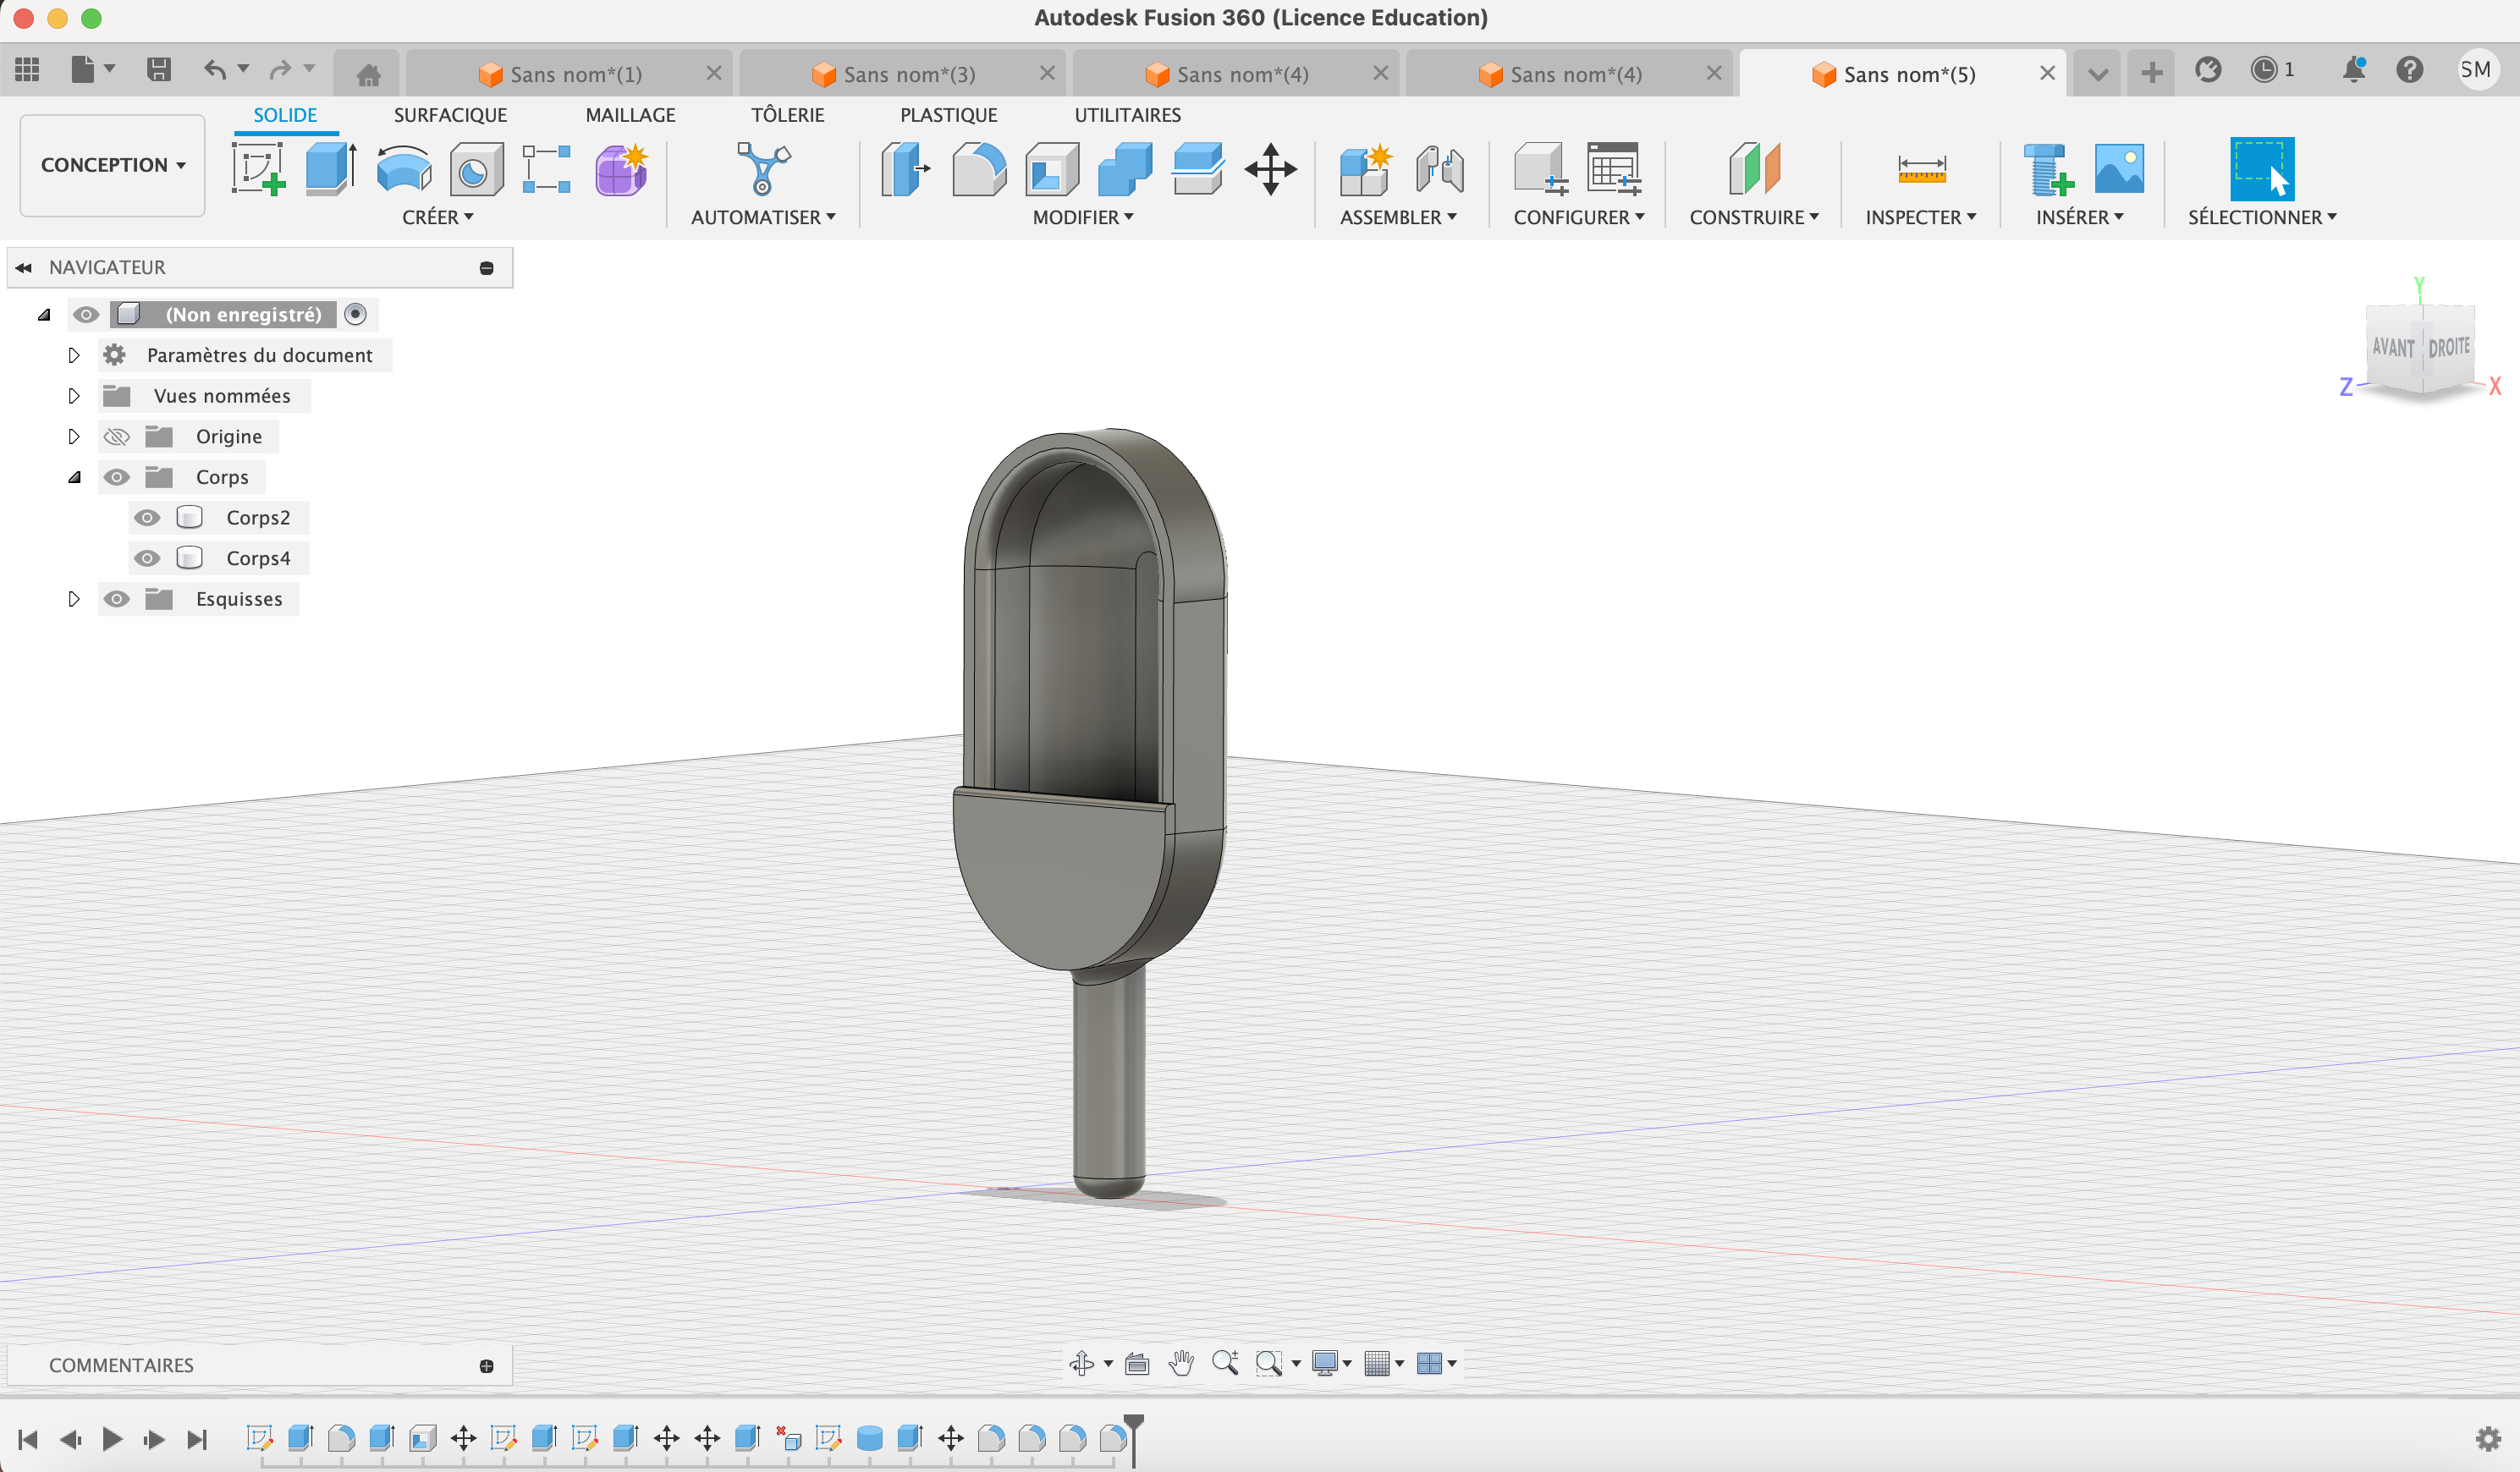 Autodesk Fusion 360 (Licence Education)
Sans nom*(1)
Sans nom*(3)
Sans nom*(4)
Sans nom*(4)
Sans nom*(5)
1
SM
SOLIDE SURFACIQUE MAILLAGE TÔLERIE PLASTIQUE UTILITAIRES
CONCEPTION
CRÉER AUTOMATISER MODIFIER ASSEMBLER CONFIGURER CONSTRUIRE INSPECTER INSÉRER SÉLECTIONNER
NAVIGATEUR
(Non enregistré)
Paramètres du document
Vues nommées
Origine
Corps
Corps2
Corps4
Esquisses
Y
AVANT DROITE
Z X
COMMENTAIRES